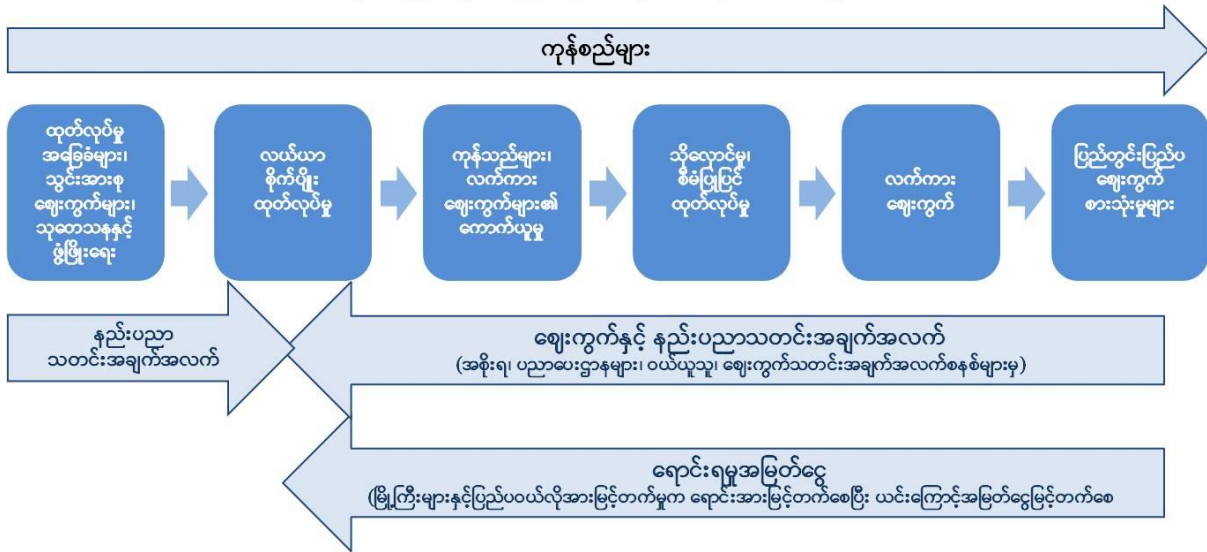 ကုန်စည်များ
ထုတ်လုပ်မှု
အခြေခံများ၊
သွင်းအားစု
ဈေးကွက်များ၊
သုတေသနနှင့်
ဖွံ့ဖြိုးရေး
လယ်ယာ
စိုက်ပျိုး
ထုတ်လုပ်မှု
ကုန်သည်များ၊
လက်ကား
ဈေးကွက်များ၏
ကောက်ယူမှု
သိုလှောင်မှု၊
စီမံပြုပြင်
ထုတ်လုပ်မှု
လက်ကား
ဈေးကွက်
ပြည်တွင်းပြည်ပ
ဈေးကွက်
စားသုံးမှုများ
နည်းပညာ
သတင်းအချက်အလက်
ဈေးကွက်နှင့် နည်းပညာသတင်းအချက်အလက်
(အစိုးရ၊ ပညာပေးဌာနများ၊ ဝယ်ယူသူ၊ ဈေးကွက်သတင်းအချက်အလက်စနစ်များမှ)
ရောင်းရမှုအမြတ်ငွေ
(မြို့ကြီးများနှင့်ပြည်ပဝယ်လိုအားမြင့်တက်မှုက ရောင်းအားမြင့်တက်စေပြီး ယင်းကြောင့်အမြတ်ငွေမြင့်တက်စေ